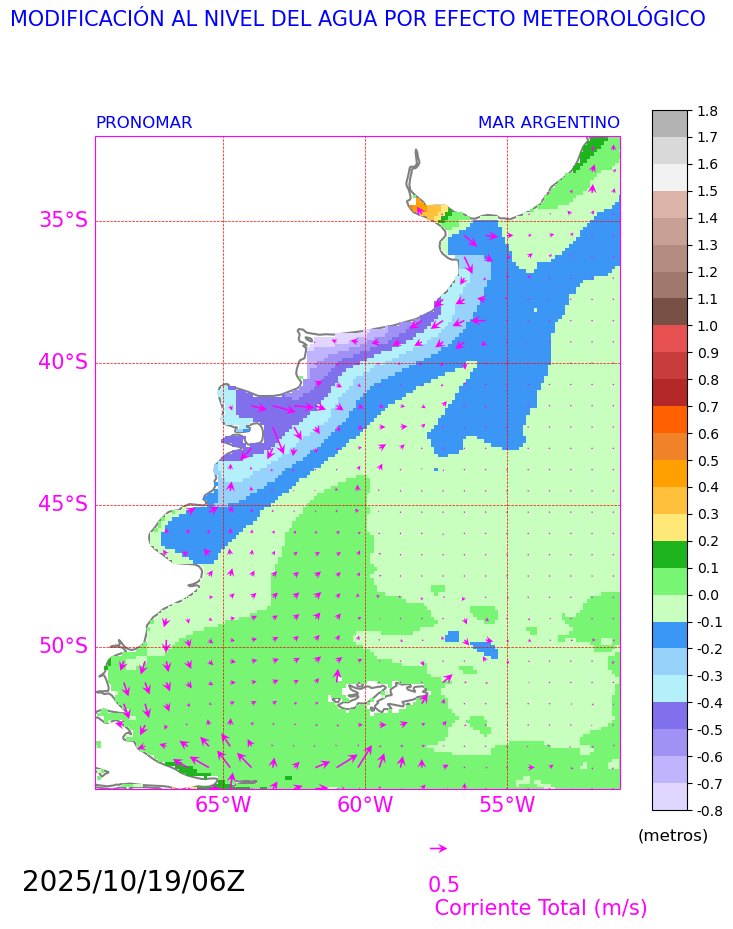 MODIFICACIÓN AL NIVEL DEL AGUA POR EFECTO METEOROLÓGICO
PRONOMAR MAR ARGENTINO
35°S
40°S
45°S
50°S
65°W 60°W 55°W
1.8
1.7
1.6
1.5
1.4
1.3
1.2
1.1
1.0
0.9
0.8
0.7
0.6
0.5
0.4
0.3
0.2
0.1
0.0
-0.1
-0.2
-0.3
-0.4
-0.5
-0.6
-0.7
-0.8
(metros)
2025/10/19/06Z
0.5
Corriente Total (m/s)